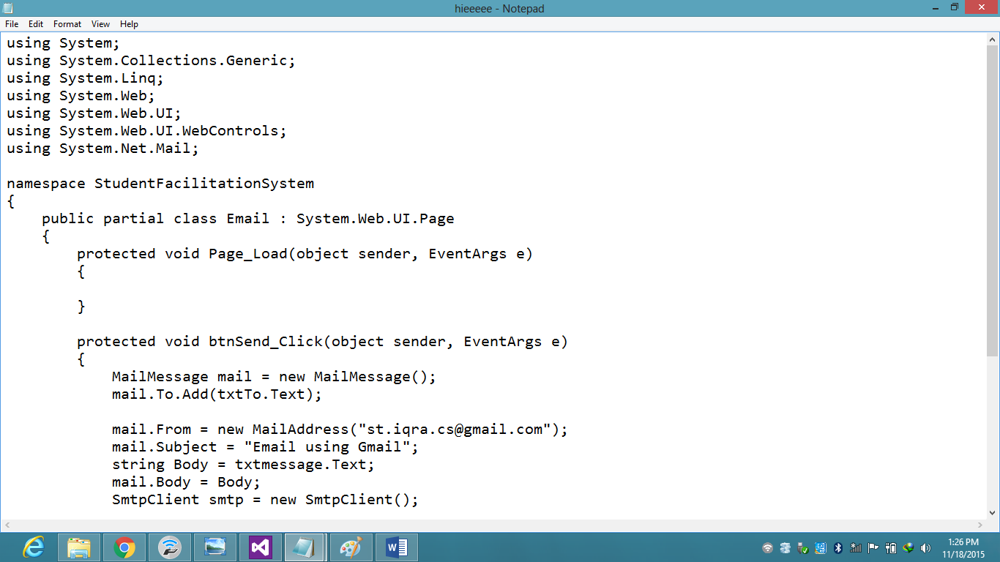 hieeeee - Notepad
File Edit Format View Help
using System;
using System.Collections.Generic;
using System.Linq;
using System.Web;
using System.Web.UI;
using System.Web.UI.WebControls;
using System.Net.Mail;

namespace StudentFacilitationSystem
{
    public partial class Email : System.Web.UI.Page
    {
        protected void Page_Load(object sender, EventArgs e)
        {

        }

        protected void btnSend_Click(object sender, EventArgs e)
        {
            MailMessage mail = new MailMessage();
            mail.To.Add(txtTo.Text);

            mail.From = new MailAddress("st.iqra.cs@gmail.com");
            mail.Subject = "Email using Gmail";
            string Body = txtmessage.Text;
            mail.Body = Body;
            SmtpClient smtp = new SmtpClient();
1:26 PM
11/18/2015